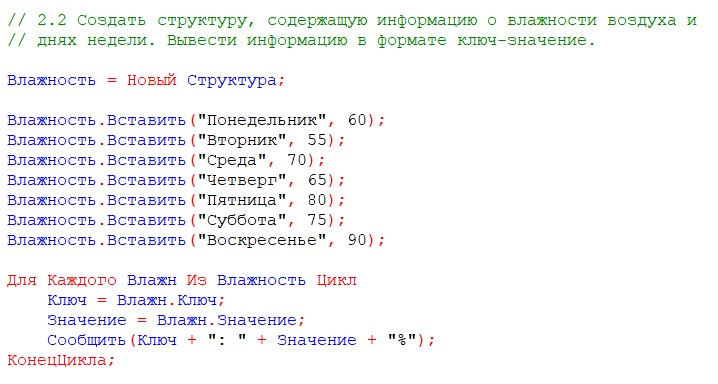 // 2.2 Создать структуру, содержащую информацию о влажности воздуха и
// днях недели. Вывести информацию в формате ключ-значение.
Влажность = Новый Структура;
Влажность.Вставить("Понедельник", 60);
Влажность.Вставить("Вторник", 55);
Влажность.Вставить("Среда", 70);
Влажность.Вставить("Четверг", 65);
Влажность.Вставить("Пятница", 80);
Влажность.Вставить("Суббота", 75);
Влажность.Вставить("Воскресенье", 90);
Для Каждого Влажн Из Влажность Цикл
    Ключ = Влажн.Ключ;
    Значение = Влажн.Значение;
    Сообщить(Ключ + ": " + Значение + "%");
КонецЦикла;